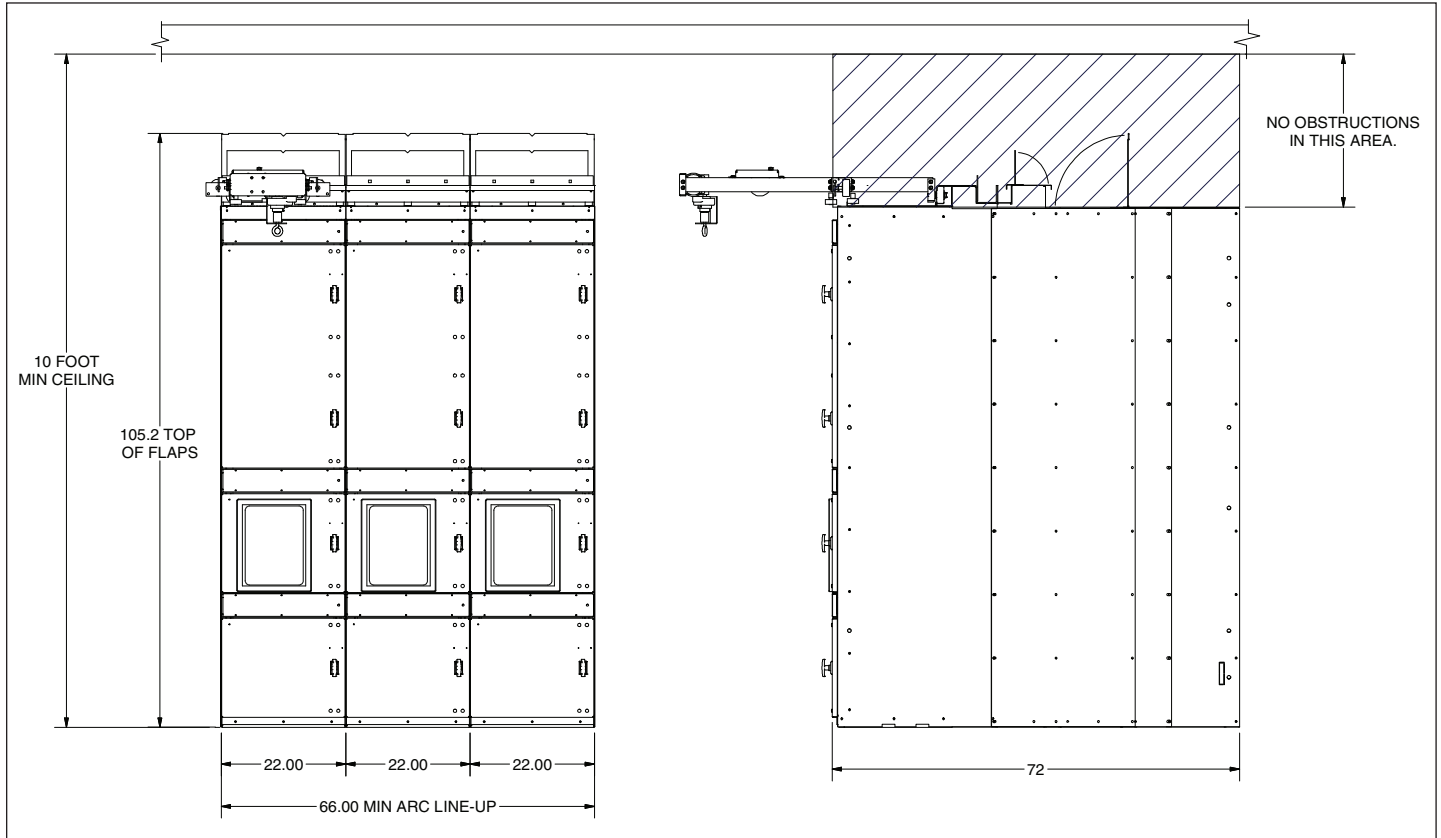 NO OBSTRUCTIONS
IN THIS AREA.
10 FOOT
MIN CEILING
105.2 TOP
OF FLAPS
22.00
22.00
22.00
72
66.00 MIN ARC LINE-UP